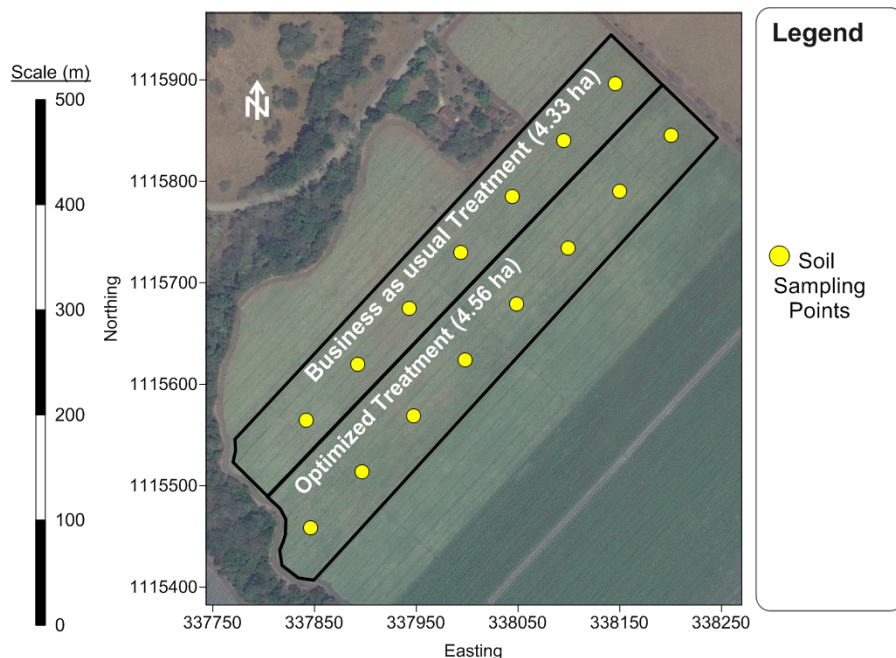 Scale (m)
500
400
300
200
100
0
Northing
1115900
1115800
1115700
1115600
1115500
1115400
N
Business as usual Treatment (4.33 ha)
Optimized Treatment (4.56 ha)
337750 337850 337950 338050 338150 338250
Easting
Legend
Soil
Sampling
Points